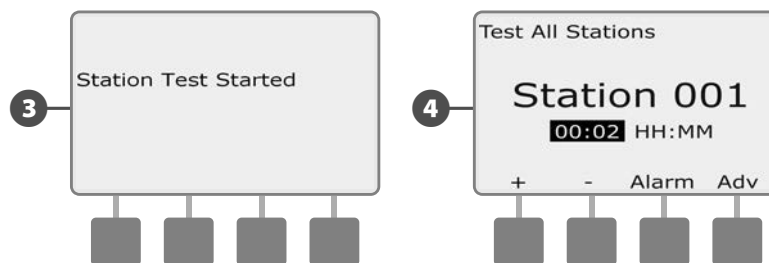 3
Station Test Started
4
Test All Stations
Station 001
00:02 HH:MM
+ - Alarm Adv